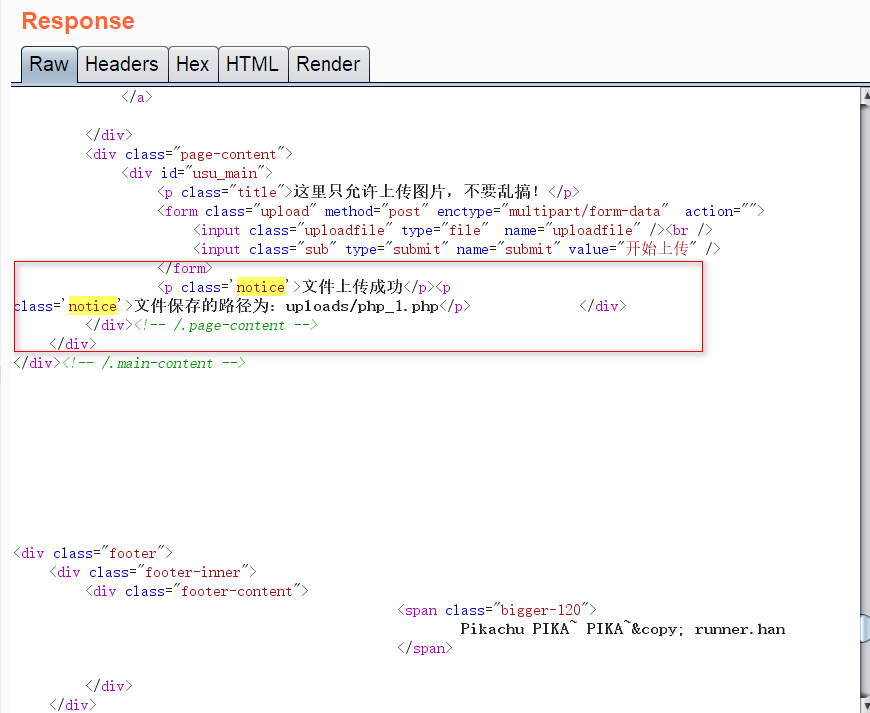 Response
Raw Headers Hex HTML Render
</a>
</div>
<div class="page-content">
<div id="usu_main">
<p class="title">这里只允许上传图片，不要乱搞！</p>
<form class="upload" method="post" enctype="multipart/form-data"  action="">
<input class="uploadfile" type="file"  name="uploadfile" /><br />
<input class="sub" type="submit" name="submit" value="开始上传" />
</form>
<p class='notice'>文件上传成功</p><p
class='notice'>文件保存的路径为：uploads/php_1.php</p> </div>
</div><!-- /.page-content -->
</div>
</div><!-- /.main-content -->
<div class="footer">
<div class="footer-inner">
<div class="footer-content">
<span class="bigger-120">
Pikachu PIKA~ PIKA~&copy; runner.han
</span>
</div>
</div>